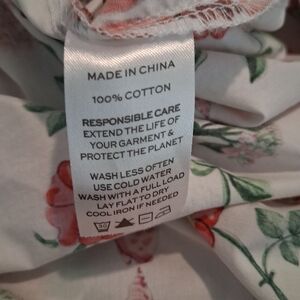 MADE IN CHINA
100% COTTON
RESPONSIBLE CARE
EXTEND THE LIFE OF
YOUR GARMENT &
PROTECT THE PLANET
WASH LESS OFTEN
USE COLD WATER
WASH WITH A FULL LOAD
LAY FLAT TO DRY
COOL IRON IF NEEDED
30